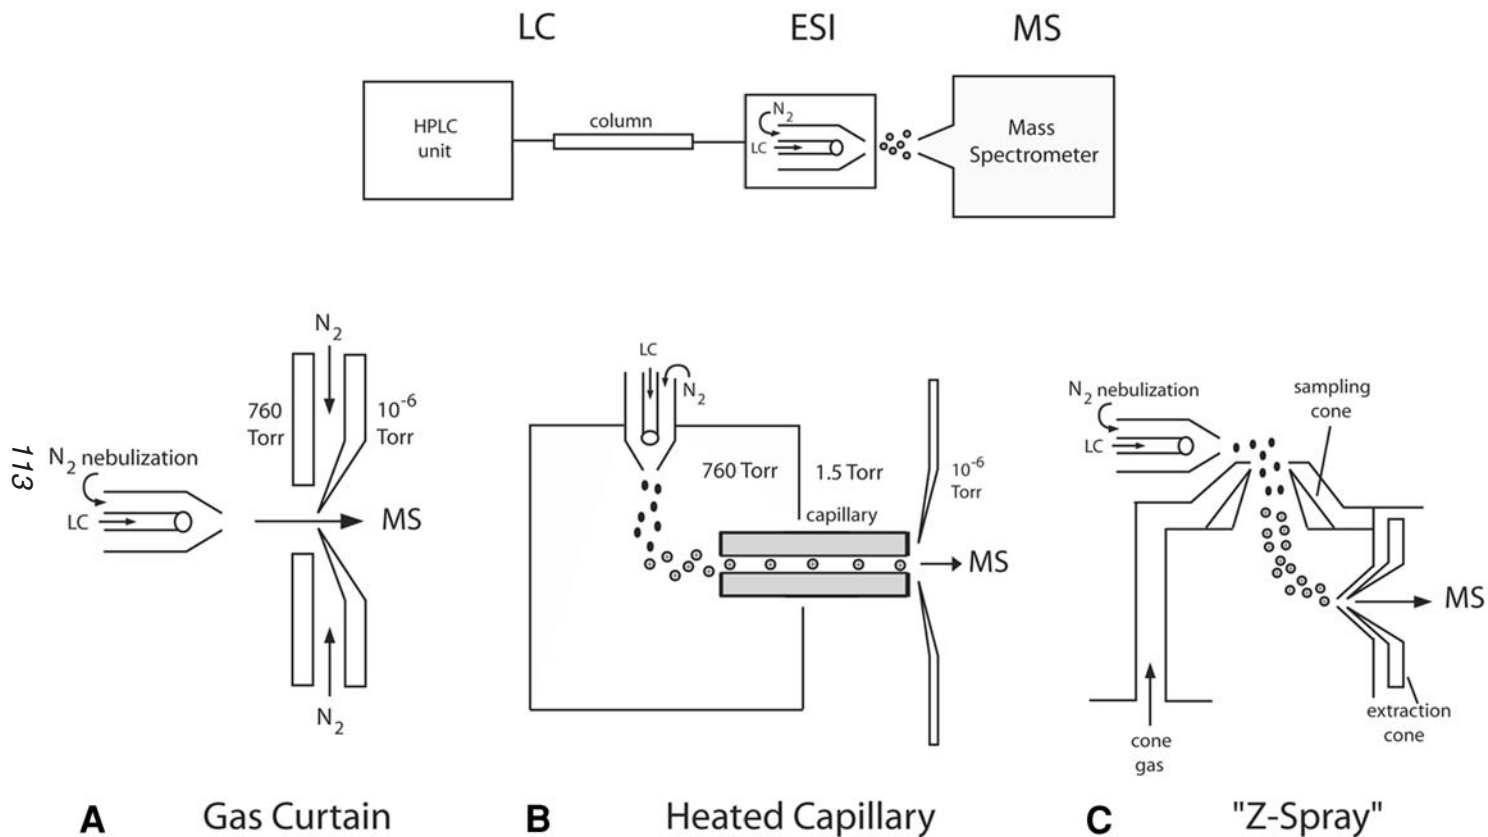 LC ESI MS
HPLC
unit
column
N2
LC
Mass
Spectrometer
113
N2
760
Torr
10-6
Torr
N2 nebulization
LC
MS
N2
A Gas Curtain
LC
N2
760 Torr
1.5 Torr
10-6
Torr
capillary
MS
B Heated Capillary
N2 nebulization
LC
sampling
cone
MS
extraction
cone
cone
gas
C "Z-Spray"